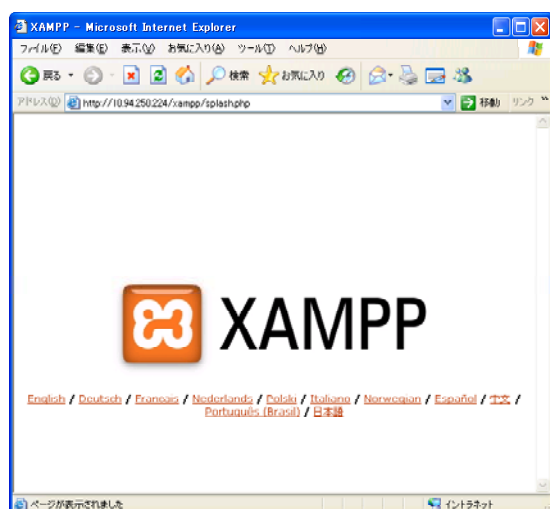 XAMPP - Microsoft Internet Explorer
ファイル(F) 編集(E) 表示(V) お気に入り(A) ツール(T) ヘルプ(H)
戻る 検索 お気に入り
アドレス(D) http://10.94.250.224/xampp/splash.php 移動 リンク »
XAMPP
English / Deutsch / Francais / Nederlands / Polski / Italiano / Norwegian / Español / 中文 /
Português (Brasil) / 日本語
ページが表示されました イントラネット